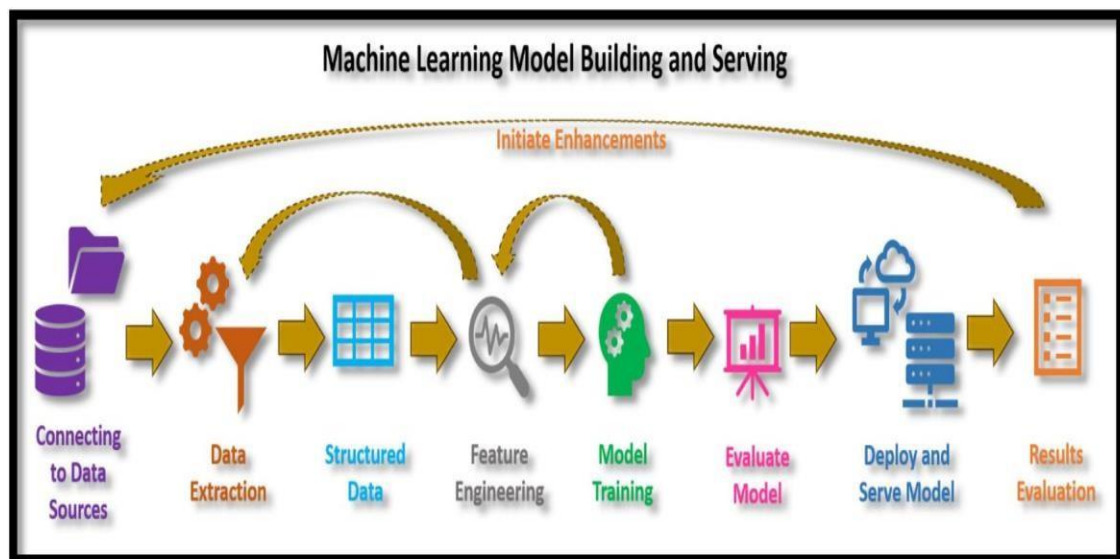 Machine Learning Model Building and Serving
Initiate Enhancements
Connecting
to Data
Sources
Data
Extraction
Structured
Data
Feature
Engineering
Model
Training
Evaluate
Model
Deploy and
Serve Model
Results
Evaluation